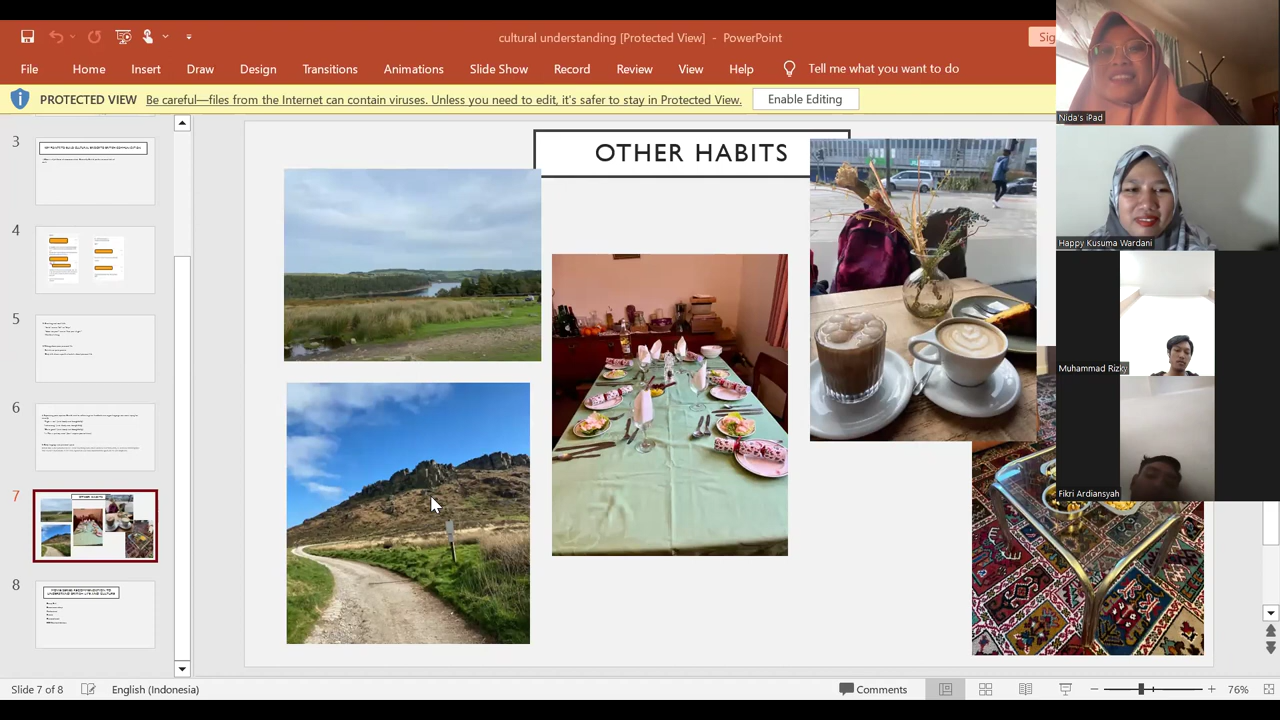 cultural understanding [Protected View] - PowerPoint
File Home Insert Draw Design Transitions Animations Slide Show Record Review View Help Tell me what you want to do
PROTECTED VIEW Be careful—files from the Internet can contain viruses. Unless you need to edit, it's safer to stay in Protected View. Enable Editing
3
4
5
6
7
8
OTHER HABITS
OTHER HABITS
Nida's iPad
Happy Kusuma Wardani
Muhammad Rizky
Fikri Ardiansyah
Slide 7 of 8 English (Indonesia) Comments 76%